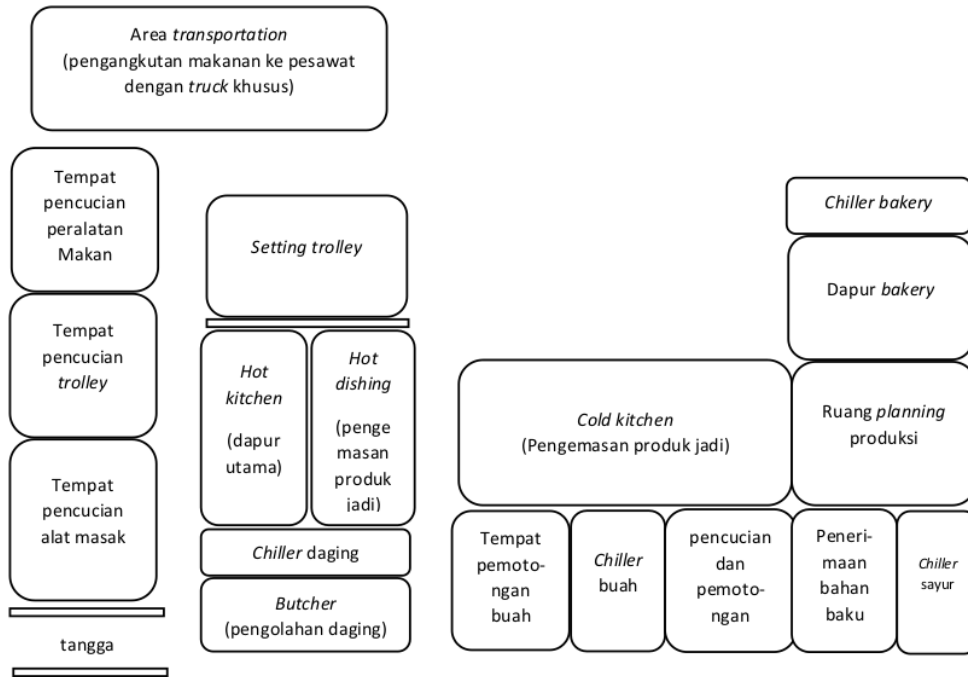 Area transportation
(pengangkutan makanan ke pesawat
dengan truck khusus)
Tempat
pencucian
peralatan
Makan
Tempat
pencucian
trolley
Tempat
pencucian
alat masak
tangga
Setting trolley
Hot
kitchen
(dapur
utama)
Hot
dishing
(penge
masan
produk
jadi)
Chiller daging
Butcher
(pengolahan daging)
Chiller bakery
Dapur bakery
Cold kitchen
(Pengemasan produk jadi)
Ruang planning
produksi
Tempat
pemoto-
ngan
buah
Chiller
buah
pencucian
dan
pemoto-
ngan
Peneri-
maan
bahan
baku
Chiller
sayur